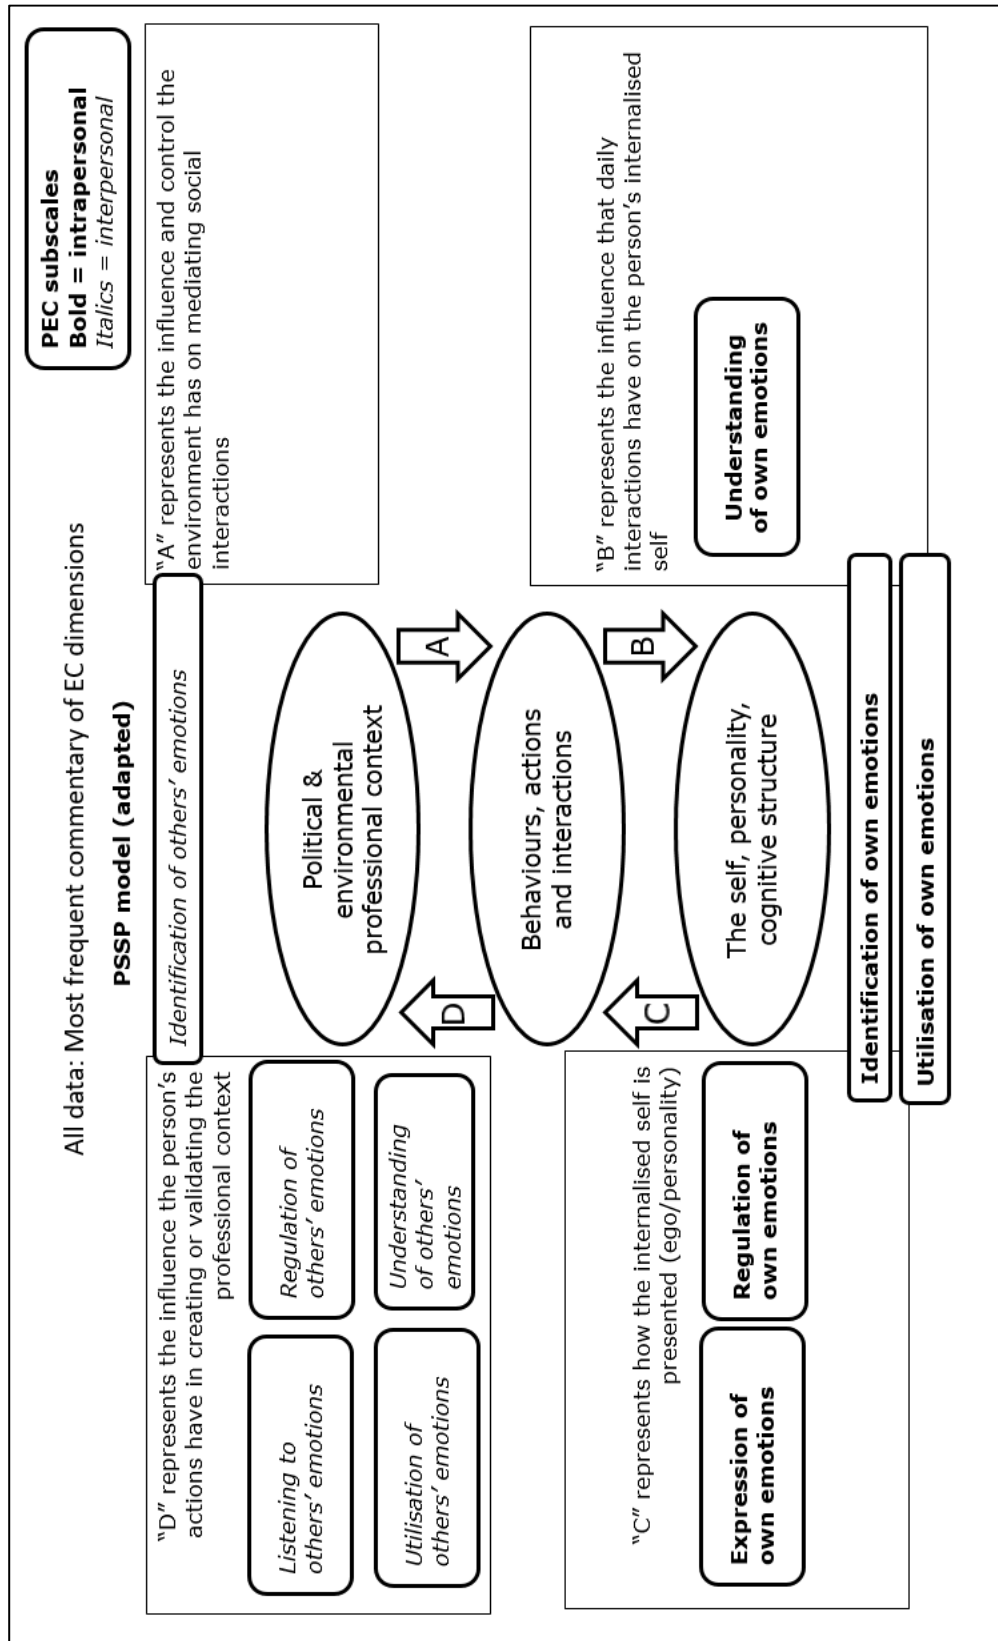 All data: Most frequent commentary of EC dimensions
PSSP model (adapted)
PEC subscales
Bold = intrapersonal
Italics = interpersonal
"D" represents the influence the person's
actions have in creating or validating the
professional context
Listening to
others' emotions
Regulation of
others' emotions
Utilisation of
others' emotions
Understanding
of others'
emotions
Identification of others' emotions
"A" represents the influence and control the
environment has on mediating social
interactions
Political &
environmental
professional context
D
A
Behaviours, actions
and interactions
C
B
The self, personality,
cognitive structure
"C" represents how the internalised self is
presented (ego/personality)
Expression of
own emotions
Regulation of
own emotions
"B" represents the influence that daily
interactions have on the person's internalised
self
Understanding
of own emotions
Identification of own emotions
Utilisation of own emotions